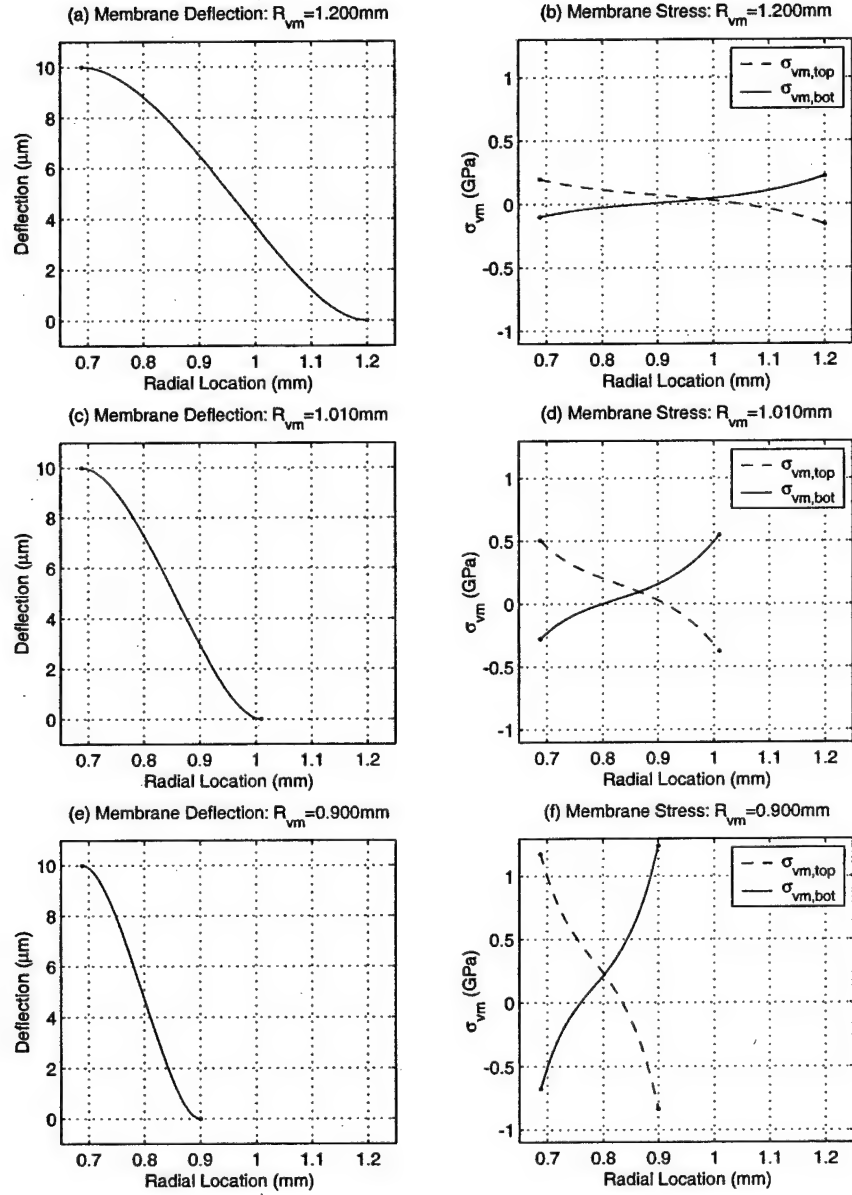 (a) Membrane Deflection: R_vm=1.200mm
Deflection (μm)
10
8
6
4
2
0
0.7 0.8 0.9 1 1.1 1.2
Radial Location (mm)
(b) Membrane Stress: R_vm=1.200mm
σ_vm (GPa)
1
0.5
0
-0.5
-1
σ_vm,top
σ_vm,bot
0.7 0.8 0.9 1 1.1 1.2
Radial Location (mm)
(c) Membrane Deflection: R_vm=1.010mm
Deflection (μm)
10
8
6
4
2
0
0.7 0.8 0.9 1 1.1 1.2
Radial Location (mm)
(d) Membrane Stress: R_vm=1.010mm
σ_vm (GPa)
1
0.5
0
-0.5
-1
σ_vm,top
σ_vm,bot
0.7 0.8 0.9 1 1.1 1.2
Radial Location (mm)
(e) Membrane Deflection: R_vm=0.900mm
Deflection (μm)
10
8
6
4
2
0
0.7 0.8 0.9 1 1.1 1.2
Radial Location (mm)
(f) Membrane Stress: R_vm=0.900mm
σ_vm (GPa)
1
0.5
0
-0.5
-1
σ_vm,top
σ_vm,bot
0.7 0.8 0.9 1 1.1 1.2
Radial Location (mm)